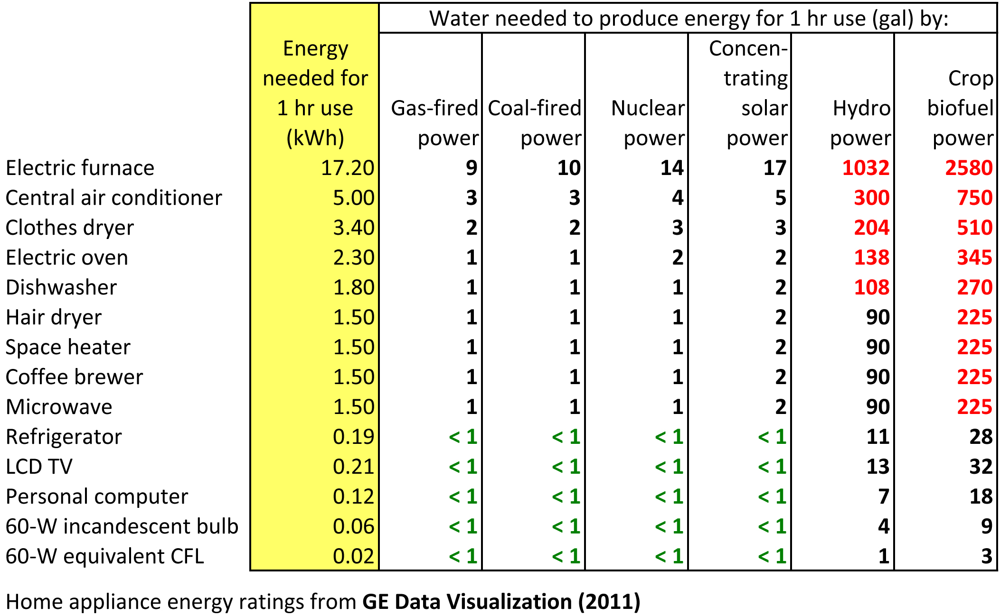 Water needed to produce energy for 1 hr use (gal) by:
Energy needed for 1 hr use (kWh) Gas-fired power Coal-fired power Nuclear power Concen-trating solar power Hydro power Crop biofuel power
Electric furnace 17.20 9 10 14 17 1032 2580
Central air conditioner 5.00 3 3 4 5 300 750
Clothes dryer 3.40 2 2 3 3 204 510
Electric oven 2.30 1 1 2 2 138 345
Dishwasher 1.80 1 1 1 2 108 270
Hair dryer 1.50 1 1 1 2 90 225
Space heater 1.50 1 1 1 2 90 225
Coffee brewer 1.50 1 1 1 2 90 225
Microwave 1.50 1 1 1 2 90 225
Refrigerator 0.19 < 1 < 1 < 1 < 1 11 28
LCD TV 0.21 < 1 < 1 < 1 < 1 13 32
Personal computer 0.12 < 1 < 1 < 1 < 1 7 18
60-W incandescent bulb 0.06 < 1 < 1 < 1 < 1 4 9
60-W equivalent CFL 0.02 < 1 < 1 < 1 < 1 1 3
Home appliance energy ratings from GE Data Visualization (2011)